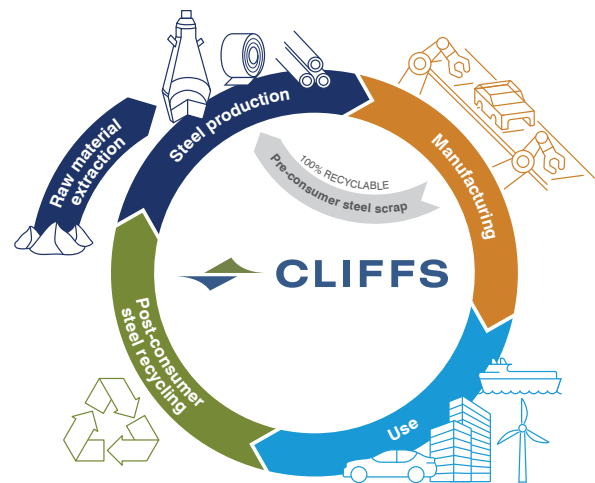 Raw material
extraction
Steel production
Manufacturing
100% RECYCLABLE
Pre-consumer steel scrap
CLIFFS
Post-consumer
steel recycling
Use